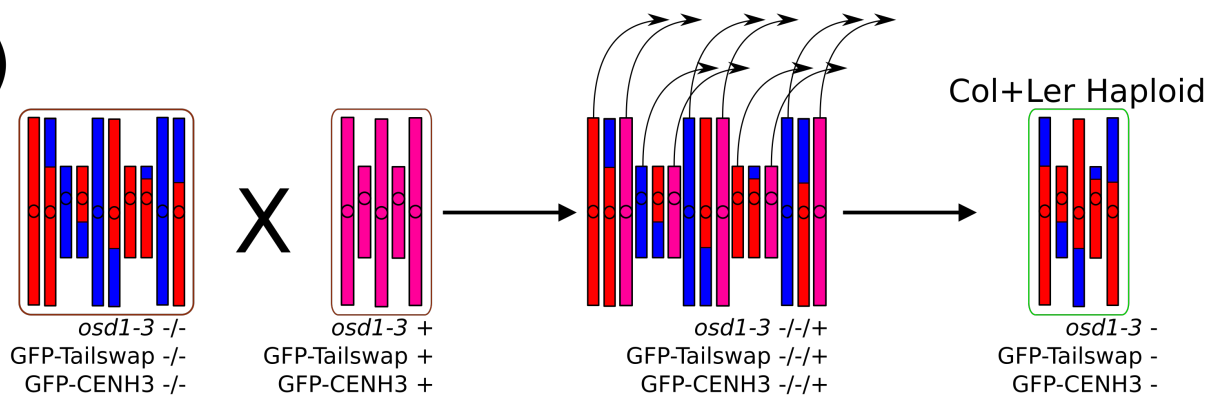 Col+Ler Haploid
X
osd1-3 -/-
GFP-Tailswap -/-
GFP-CENH3 -/-
osd1-3 +
GFP-Tailswap +
GFP-CENH3 +
osd1-3 -/-/+
GFP-Tailswap -/-/+
GFP-CENH3 -/-/+
osd1-3 -
GFP-Tailswap -
GFP-CENH3 -